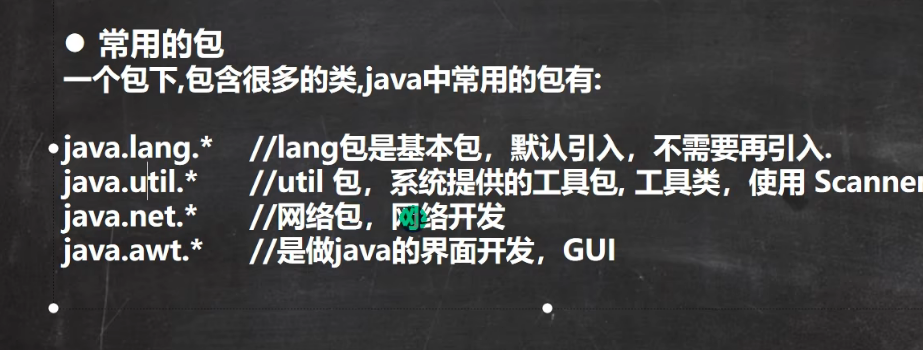 ● 常用的包
一个包下,包含很多的类,java中常用的包有:
•java.lang.* //lang包是基本包，默认引入，不需要再引入.
java.util.* //util 包，系统提供的工具包, 工具类，使用 Scanner
java.net.* //网络包，网络开发
java.awt.* //是做java的界面开发，GUI